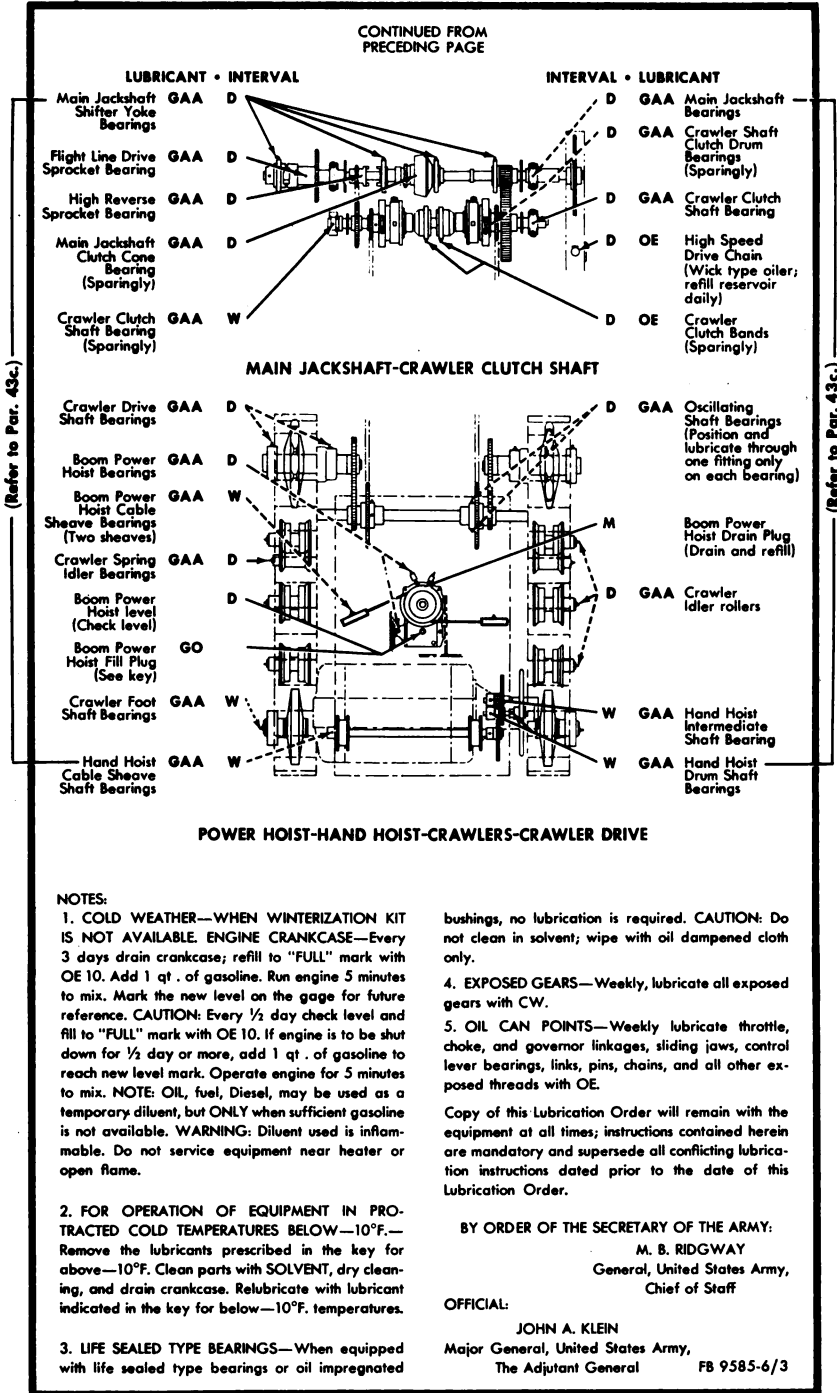 CONTINUED FROM
PRECEDING PAGE
LUBRICANT • INTERVAL
INTERVAL • LUBRICANT
Main Jackshaft GAA D
Shifter Yoke
Bearings
Flight Line Drive GAA D
Sprocket Bearing
High Reverse GAA D
Sprocket Bearing
Main Jackshaft GAA D
Clutch Cone
Bearing
(Sparingly)
Crawler Clutch GAA W
Shaft Bearing
(Sparingly)
D GAA Main Jackshaft
Bearings
D GAA Crawler Shaft
Clutch Drum
Bearings
(Sparingly)
D GAA Crawler Clutch
Shaft Bearing
D OE High Speed
Drive Chain
(Wick type oiler;
refill reservoir
daily)
D OE Crawler
Clutch Bands
(Sparingly)
MAIN JACKSHAFT-CRAWLER CLUTCH SHAFT
(Refer to Par. 43c.)
(Refer to Par. 43c.)
Crawler Drive GAA D
Shaft Bearings
Boom Power GAA D
Hoist Bearings
Boom Power GAA W
Hoist Cable
Sheave Bearings
(Two sheaves)
Crawler Spring GAA D
Idler Bearings
Boom Power D
Hoist level
(Check level)
Boom Power GO
Hoist Fill Plug
(See key)
Crawler Foot GAA W
Shaft Bearings
Hand Hoist GAA W
Cable Sheave
Shaft Bearings
D GAA Oscillating
Shaft Bearings
(Position and
lubricate through
one fitting only
on each bearing)
M Boom Power
Hoist Drain Plug
(Drain and refill)
D GAA Crawler
Idler rollers
W GAA Hand Hoist
Intermediate
Shaft Bearing
W GAA Hand Hoist
Drum Shaft
Bearings
POWER HOIST-HAND HOIST-CRAWLERS-CRAWLER DRIVE
NOTES:
1. COLD WEATHER—WHEN WINTERIZATION KIT
IS NOT AVAILABLE. ENGINE CRANKCASE—Every
3 days drain crankcase; refill to "FULL" mark with
OE 10. Add 1 qt . of gasoline. Run engine 5 minutes
to mix. Mark the new level on the gage for future
reference. CAUTION: Every ½ day check level and
fill to "FULL" mark with OE 10. If engine is to be shut
down for ½ day or more, add 1 qt . of gasoline to
reach new level mark. Operate engine for 5 minutes
to mix. NOTE: OIL, fuel, Diesel, may be used as a
temporary diluent, but ONLY when sufficient gasoline
is not available. WARNING: Diluent used is inflam-
mable. Do not service equipment near heater or
open flame.
2. FOR OPERATION OF EQUIPMENT IN PRO-
TRACTED COLD TEMPERATURES BELOW—10°F.—
Remove the lubricants prescribed in the key for
above—10°F. Clean parts with SOLVENT, dry clean-
ing, and drain crankcase. Relubricate with lubricant
indicated in the key for below—10°F. temperatures.
3. LIFE SEALED TYPE BEARINGS—When equipped
with life sealed type bearings or oil impregnated
bushings, no lubrication is required. CAUTION: Do
not clean in solvent; wipe with oil dampened cloth
only.
4. EXPOSED GEARS—Weekly, lubricate all exposed
gears with CW.
5. OIL CAN POINTS—Weekly lubricate throttle,
choke, and governor linkages, sliding jaws, control
lever bearings, links, pins, chains, and all other ex-
posed threads with OE.
Copy of this Lubrication Order will remain with the
equipment at all times; instructions contained herein
are mandatory and supersede all conflicting lubrica-
tion instructions dated prior to the date of this
Lubrication Order.
BY ORDER OF THE SECRETARY OF THE ARMY:
M. B. RIDGWAY
General, United States Army,
Chief of Staff
OFFICIAL:
JOHN A. KLEIN
Major General, United States Army,
The Adjutant General FB 9585-6/3